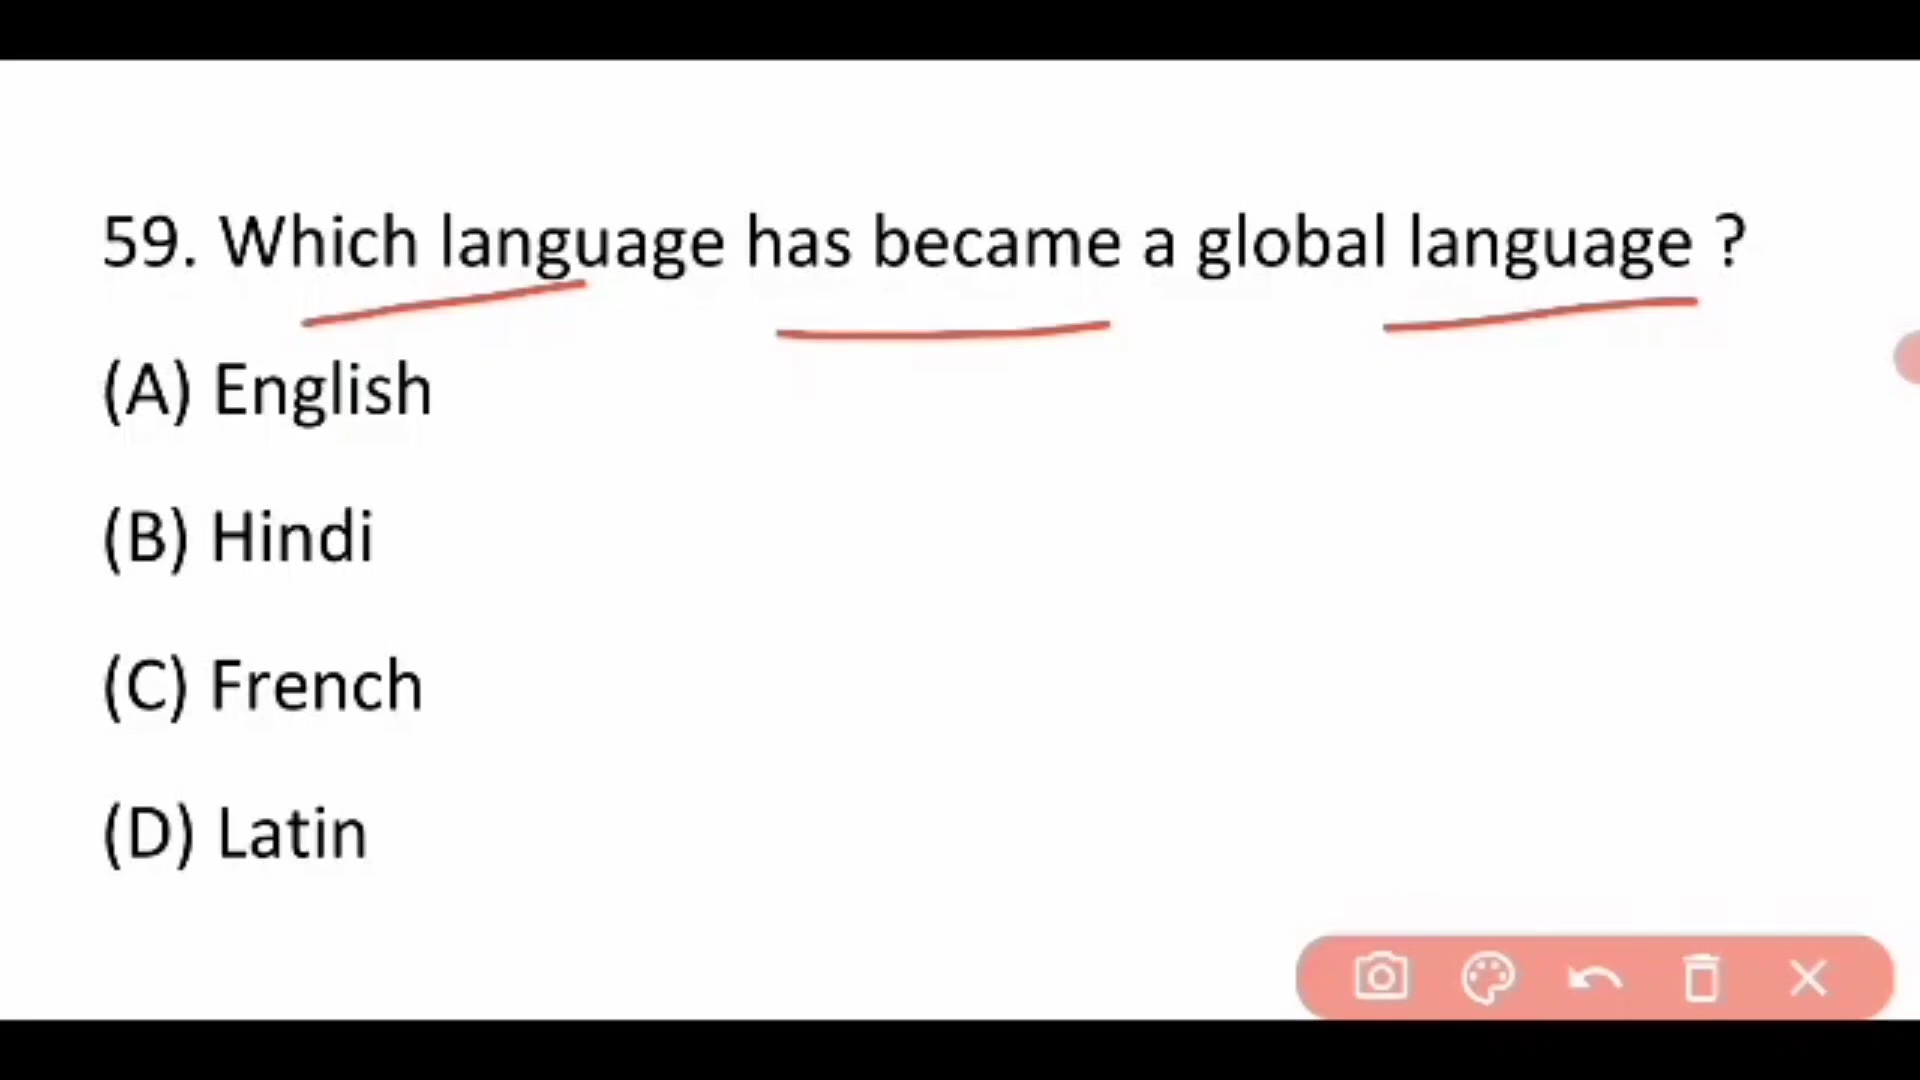 59. Which language has became a global language ?
(A) English
(B) Hindi
(C) French
(D) Latin